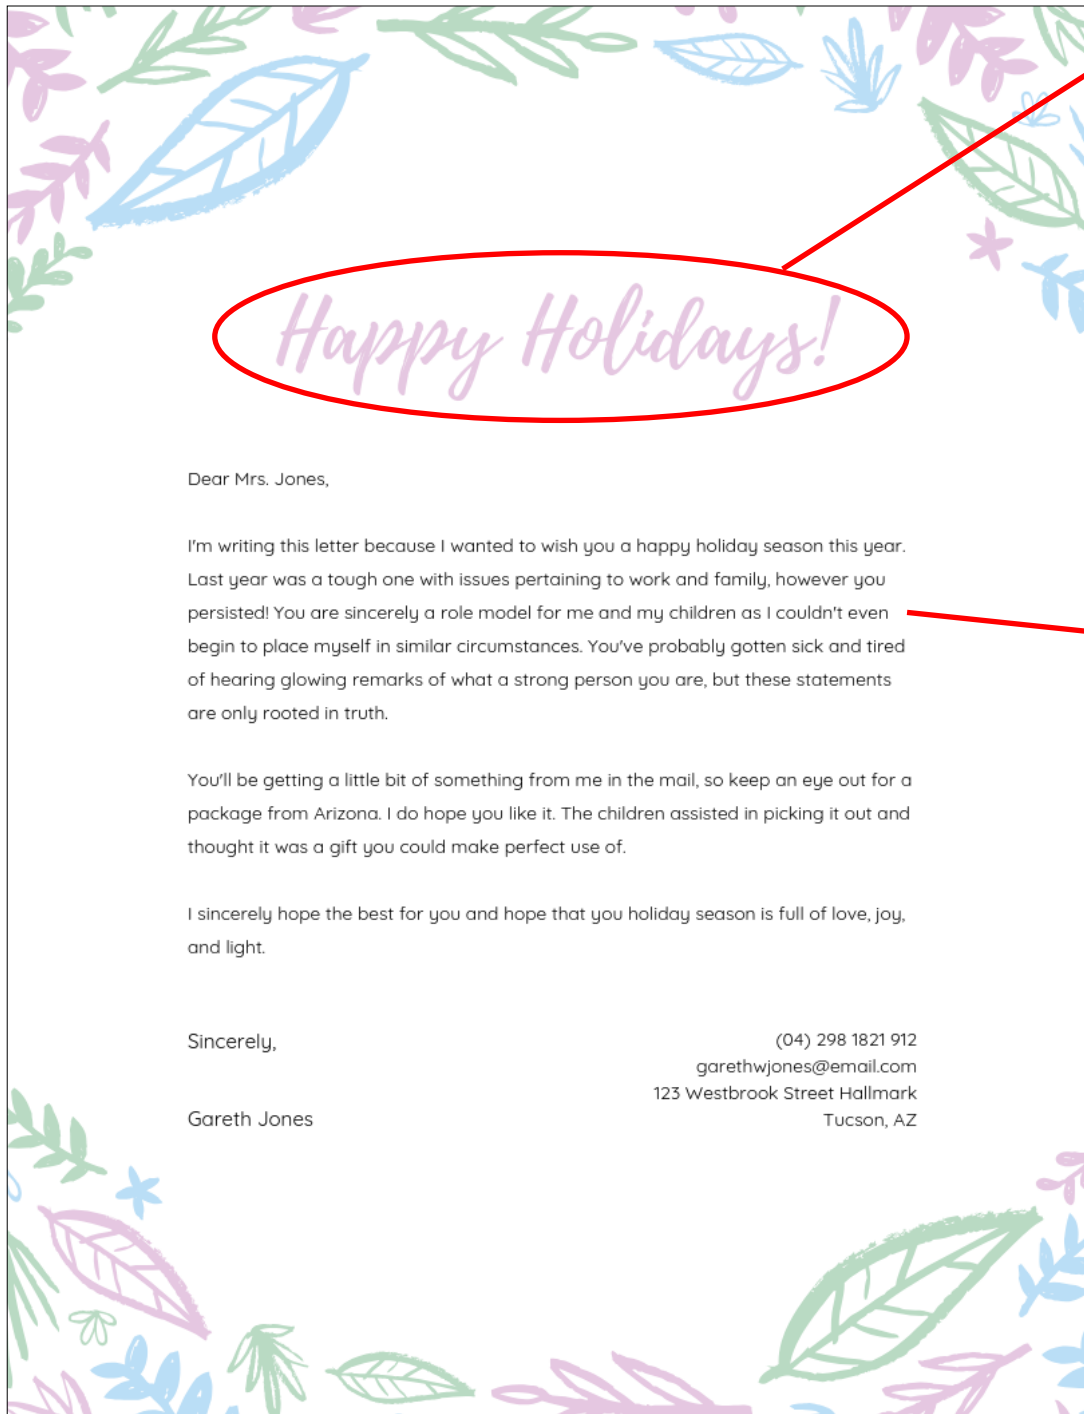 Happy Holidays!
Dear Mrs. Jones,
I'm writing this letter because I wanted to wish you a happy holiday season this year.
Last year was a tough one with issues pertaining to work and family, however you
persisted! You are sincerely a role model for me and my children as I couldn't even
begin to place myself in similar circumstances. You've probably gotten sick and tired
of hearing glowing remarks of what a strong person you are, but these statements
are only rooted in truth.
You'll be getting a little bit of something from me in the mail, so keep an eye out for a
package from Arizona. I do hope you like it. The children assisted in picking it out and
thought it was a gift you could make perfect use of.
I sincerely hope the best for you and hope that you holiday season is full of love, joy,
and light.
Sincerely,
Gareth Jones
(04) 298 1821 912
garethwjones@email.com
123 Westbrook Street Hallmark
Tucson, AZ